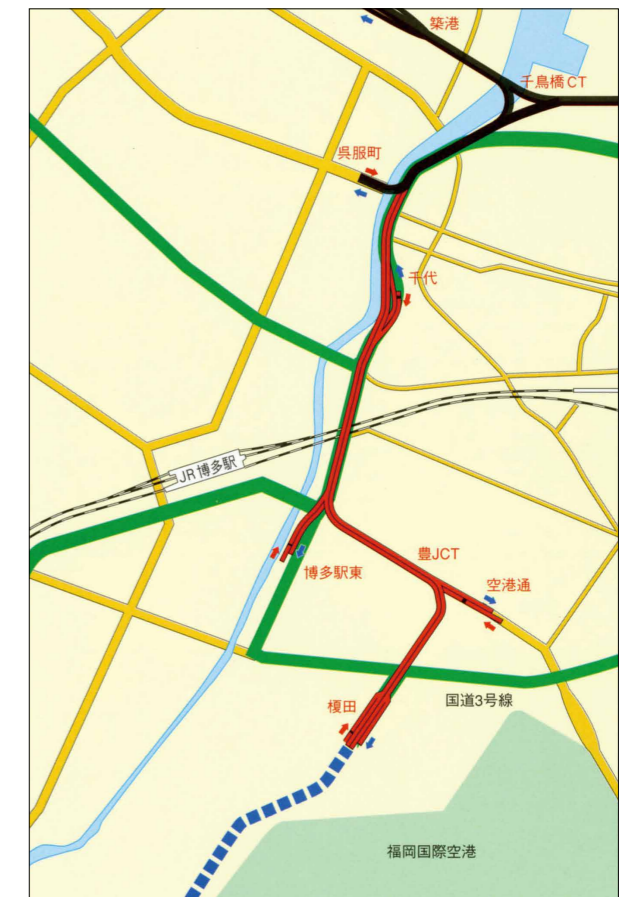 築港
千鳥橋CT
呉服町
千代
JR博多駅
豊JCT
博多駅東
空港通
国道3号線
榎田
福岡国際空港